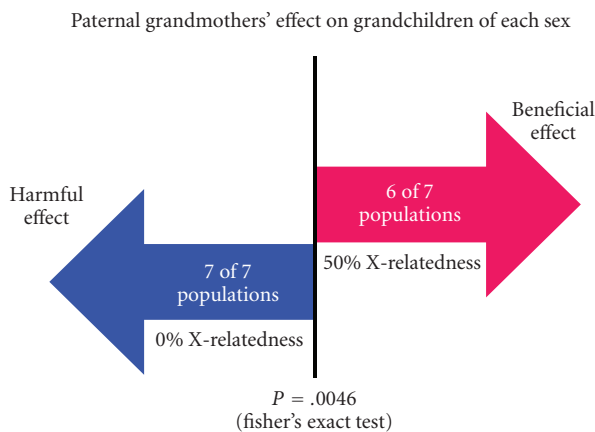 Paternal grandmothers' effect on grandchildren of each sex
Beneficial
effect
6 of 7
populations
50% X-relatedness
Harmful
effect
7 of 7
populations
0% X-relatedness
P = .0046
(fisher's exact test)